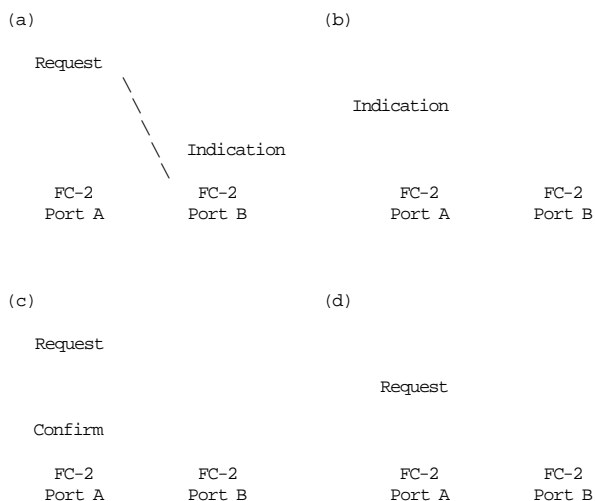 (a) (b)
Request
Indication
Indication
FC-2 FC-2 FC-2 FC-2
Port A Port B Port A Port B
(c) (d)
Request
Request
Confirm
FC-2 FC-2 FC-2 FC-2
Port A Port B Port A Port B